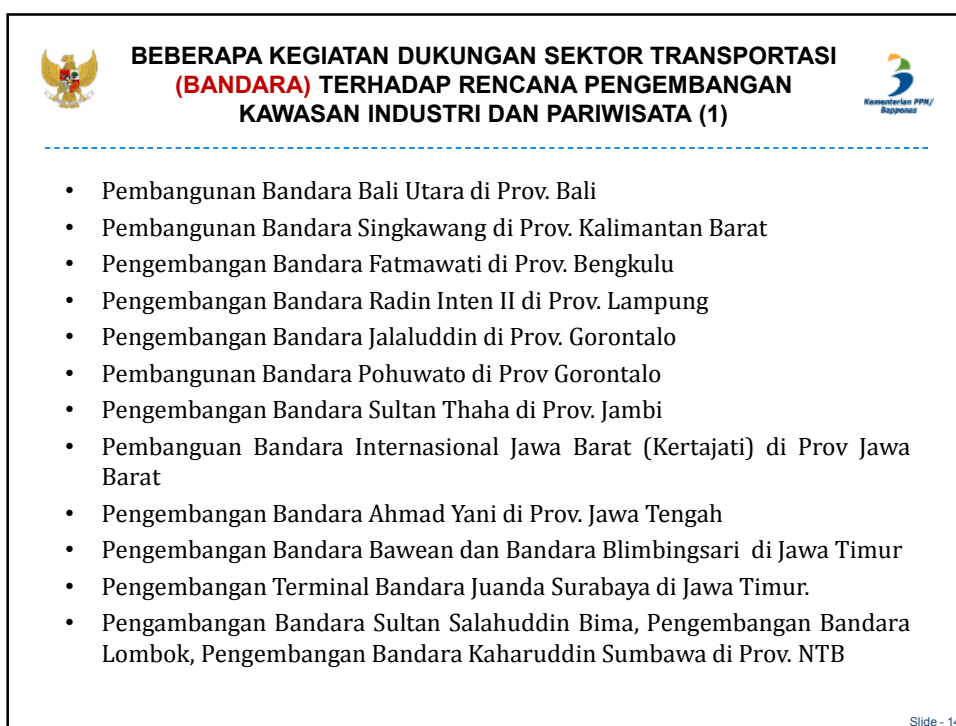 BEBERAPA KEGIATAN DUKUNGAN SEKTOR TRANSPORTASI
(BANDARA) TERHADAP RENCANA PENGEMBANGAN
KAWASAN INDUSTRI DAN PARIWISATA (1)
Kementerian PPN/
Bappenas
• Pembangunan Bandara Bali Utara di Prov. Bali
• Pembangunan Bandara Singkawang di Prov. Kalimantan Barat
• Pengembangan Bandara Fatmawati di Prov. Bengkulu
• Pengembangan Bandara Radin Inten II di Prov. Lampung
• Pengembangan Bandara Jalaluddin di Prov. Gorontalo
• Pembangunan Bandara Pohuwato di Prov Gorontalo
• Pengembangan Bandara Sultan Thaha di Prov. Jambi
• Pembanguan Bandara Internasional Jawa Barat (Kertajati) di Prov Jawa
Barat
• Pengembangan Bandara Ahmad Yani di Prov. Jawa Tengah
• Pengembangan Bandara Bawean dan Bandara Blimbingsari di Jawa Timur
• Pengembangan Terminal Bandara Juanda Surabaya di Jawa Timur.
• Pengambangan Bandara Sultan Salahuddin Bima, Pengembangan Bandara
Lombok, Pengembangan Bandara Kaharuddin Sumbawa di Prov. NTB
Slide - 14